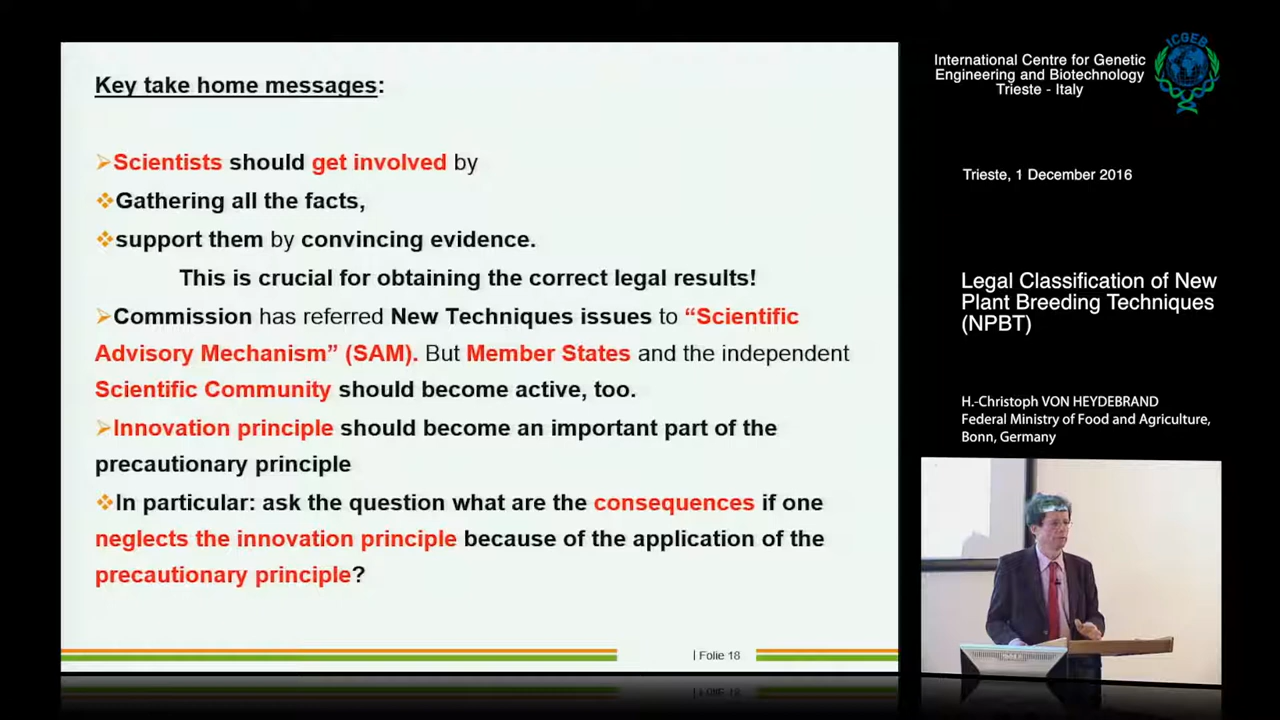 Key take home messages:
Scientists should get involved by
Gathering all the facts,
support them by convincing evidence.
This is crucial for obtaining the correct legal results!
Commission has referred New Techniques issues to “Scientific
Advisory Mechanism” (SAM). But Member States and the independent
Scientific Community should become active, too.
Innovation principle should become an important part of the
precautionary principle
In particular: ask the question what are the consequences if one
neglects the innovation principle because of the application of the
precautionary principle?
| Folie 18
International Centre for Genetic
Engineering and Biotechnology
Trieste - Italy
ICGEB
Trieste, 1 December 2016
Legal Classification of New
Plant Breeding Techniques
(NPBT)
H.-Christoph VON HEYDEBRAND
Federal Ministry of Food and Agriculture,
Bonn, Germany